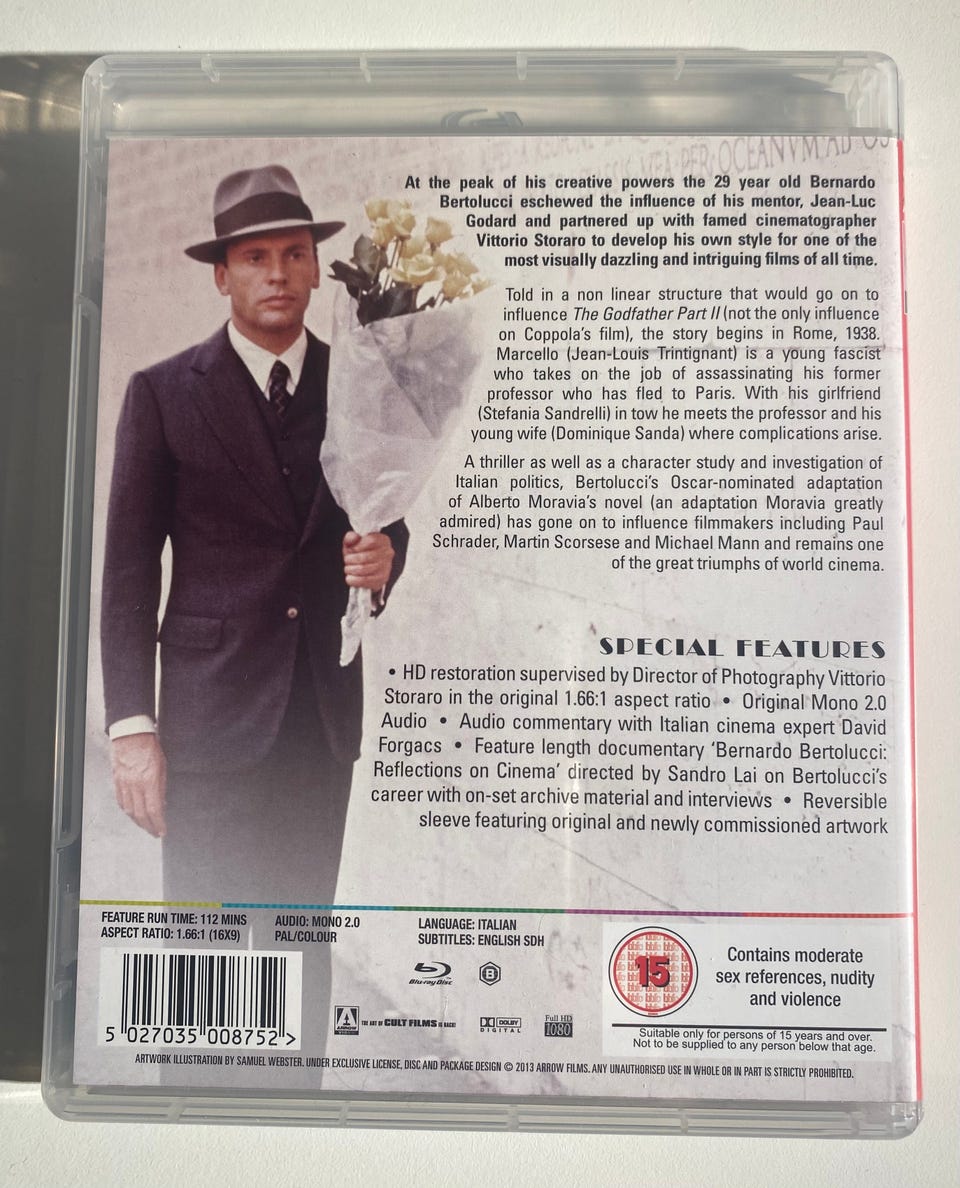 OCEANVM AD OS
At the peak of his creative powers the 29 year old Bernardo
Bertolucci eschewed the influence of his mentor, Jean-Luc
Godard and partnered up with famed cinematographer
Vittorio Storaro to develop his own style for one of the
most visually dazzling and intriguing films of all time.
Told in a non linear structure that would go on to
influence The Godfather Part II (not the only influence
on Coppola's film), the story begins in Rome, 1938.
Marcello (Jean-Louis Trintignant) is a young fascist
who takes on the job of assassinating his former
professor who has fled to Paris. With his girlfriend
(Stefania Sandrelli) in tow he meets the professor and his
young wife (Dominique Sanda) where complications arise.
A thriller as well as a character study and investigation of
Italian politics, Bertolucci's Oscar-nominated adaptation
of Alberto Moravia's novel (an adaptation Moravia greatly
admired) has gone on to influence filmmakers including Paul
Schrader, Martin Scorsese and Michael Mann and remains one
of the great triumphs of world cinema.
SPECIAL FEATURES
• HD restoration supervised by Director of Photography Vittorio
Storaro in the original 1.66:1 aspect ratio • Original Mono 2.0
Audio • Audio commentary with Italian cinema expert David
Forgacs • Feature length documentary 'Bernardo Bertolucci:
Reflections on Cinema' directed by Sandro Lai on Bertolucci's
career with on-set archive material and interviews • Reversible
sleeve featuring original and newly commissioned artwork
FEATURE RUN TIME: 112 MINS
ASPECT RATIO: 1.66:1 (16X9)
AUDIO: MONO 2.0
PAL/COLOUR
LANGUAGE: ITALIAN
SUBTITLES: ENGLISH SDH
Blu-ray Disc
B
15
Contains moderate
sex references, nudity
and violence
Suitable only for persons of 15 years and over.
Not to be supplied to any person below that age.
5 027035 008752 >
ARROW
THE ART OF CULT FILMS IS BACK!
DOLBY
DIGITAL
Full HD
1080
ARTWORK ILLUSTRATION BY SAMUEL WEBSTER. UNDER EXCLUSIVE LICENSE, DISC AND PACKAGE DESIGN © 2013 ARROW FILMS. ANY UNAUTHORISED USE IN WHOLE OR IN PART IS STRICTLY PROHIBITED.